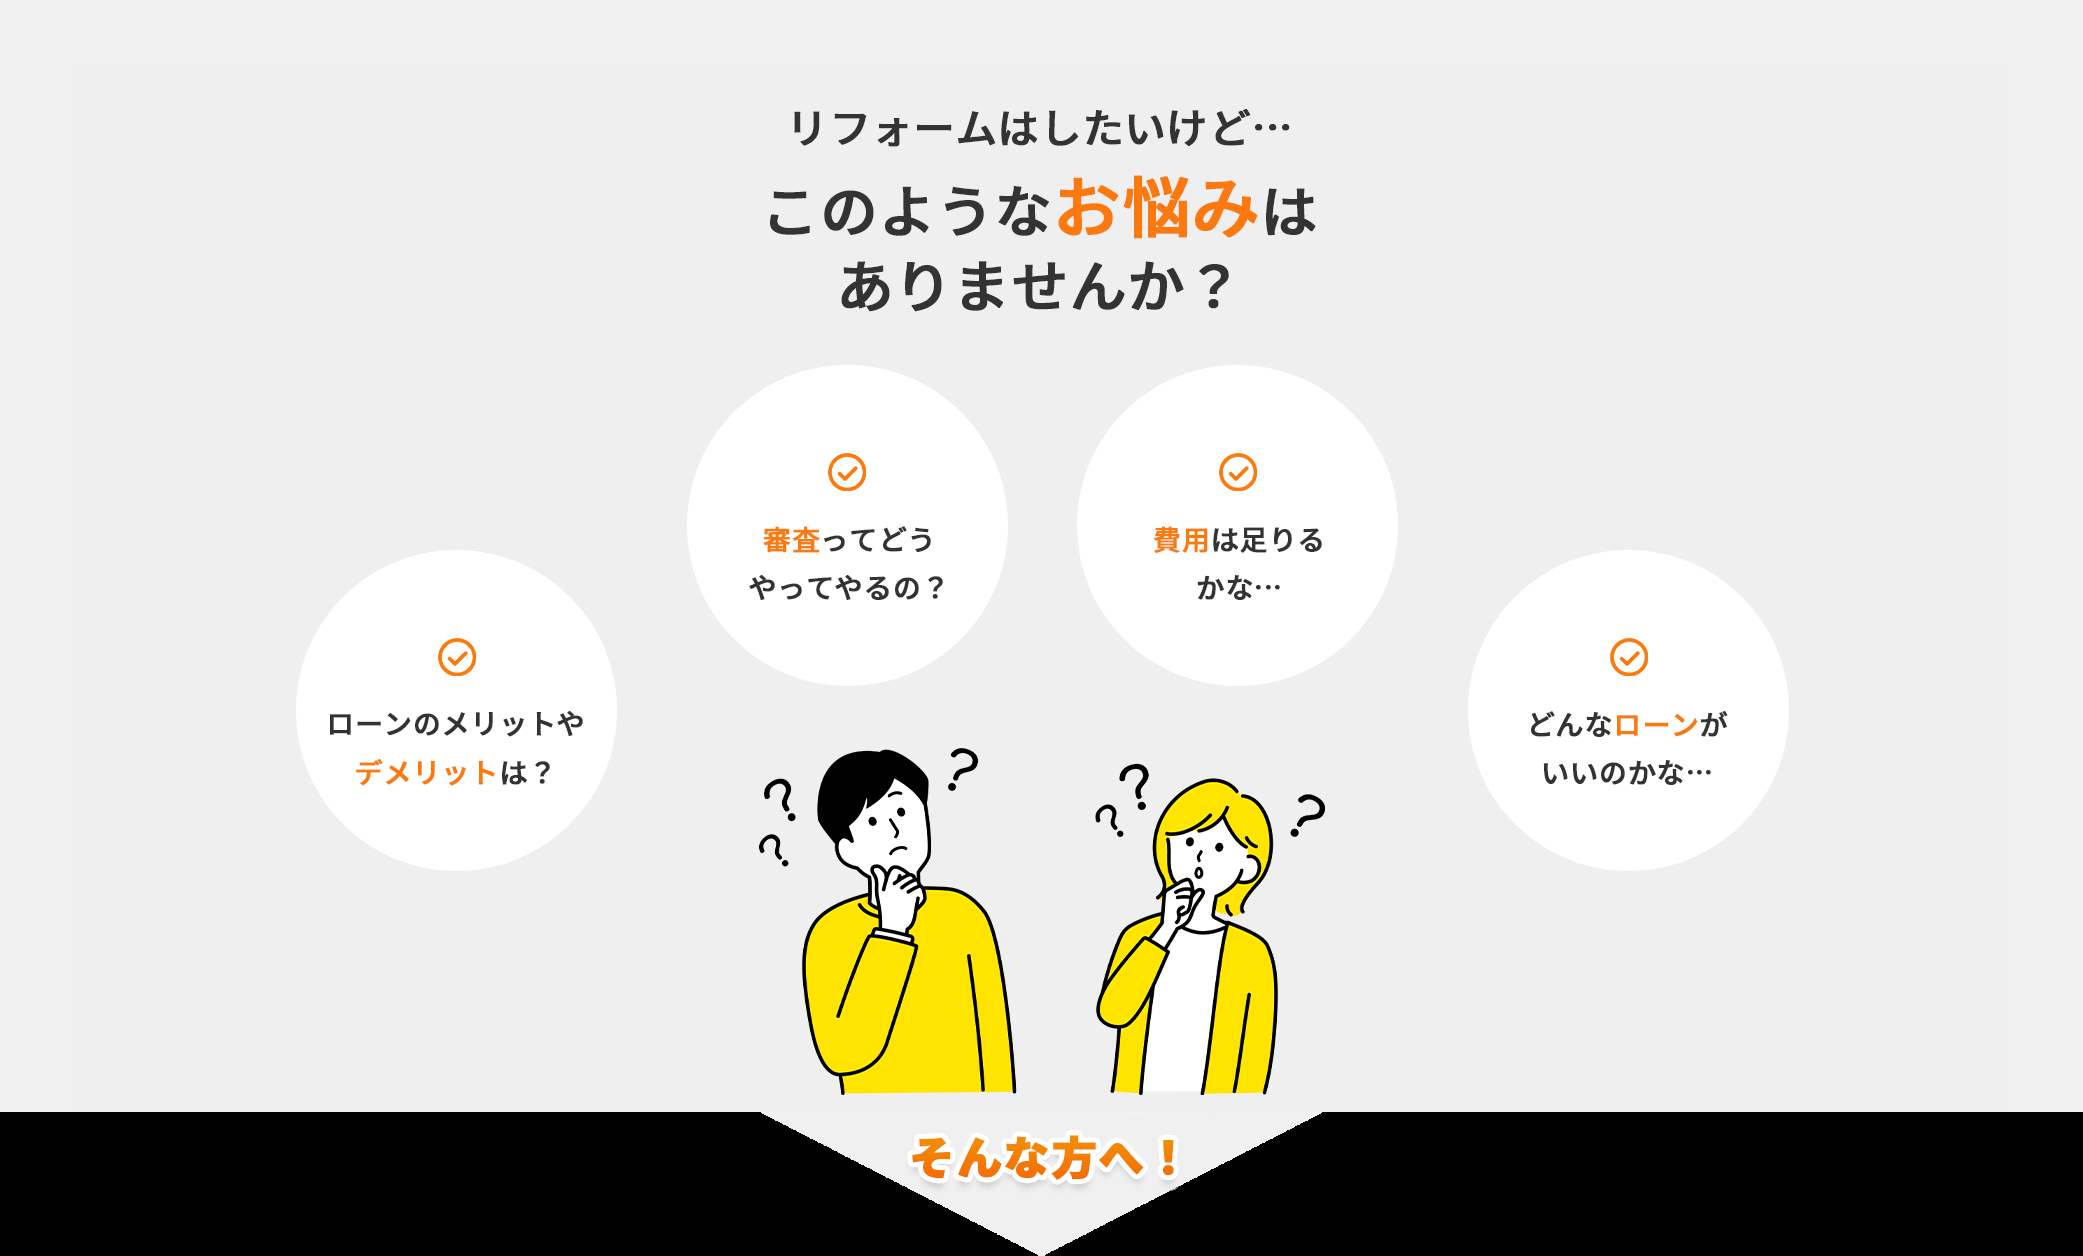 リフォームはしたいけど…
このようなお悩みは
ありませんか？
ローンのメリットや
デメリットは？
審査ってどう
やってやるの？
費用は足りる
かな…
どんなローンが
いいのかな…
そんな方へ！